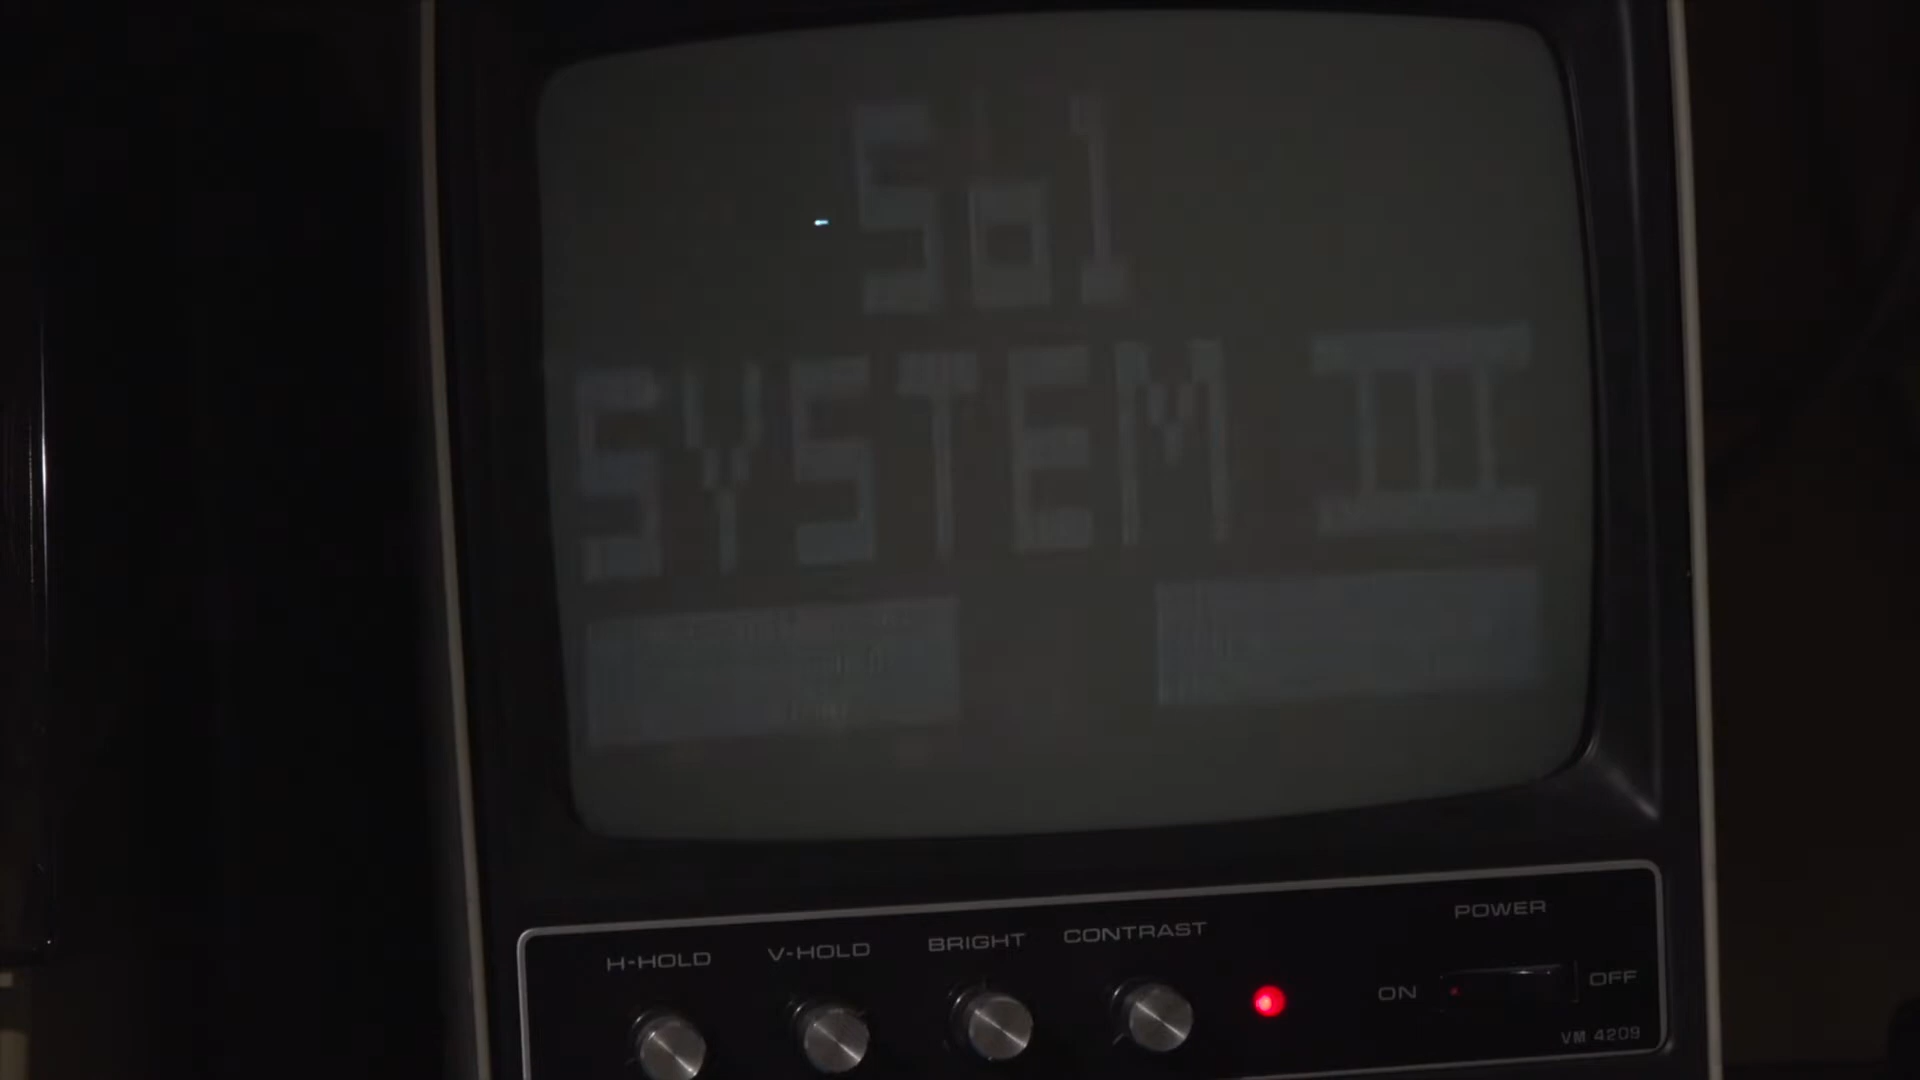 Sol
SYSTEM III
H-HOLD V-HOLD BRIGHT CONTRAST POWER
ON OFF
VM 4209